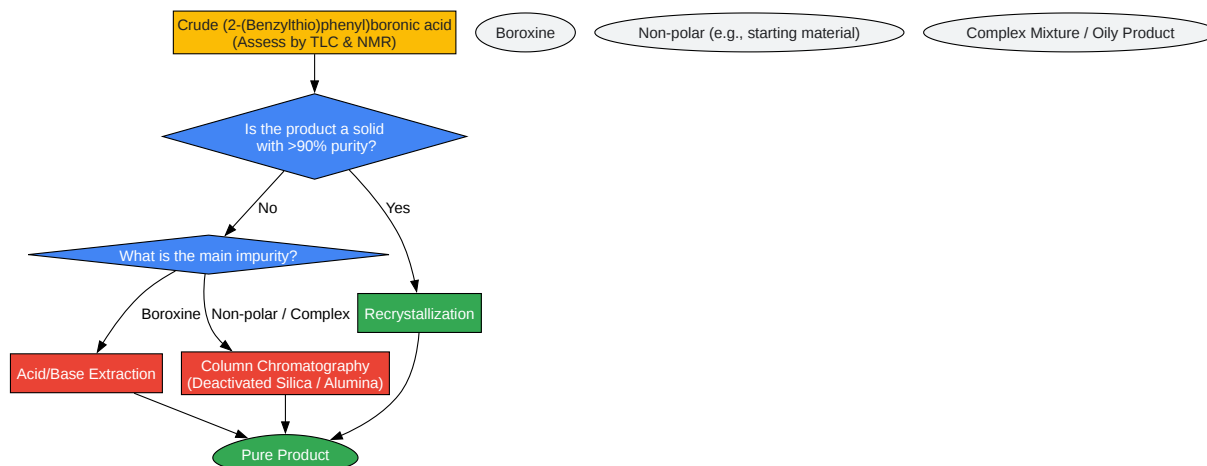 Crude (2-(Benzylthio)phenyl)boronic acid
(Assess by TLC & NMR)
Boroxine
Non-polar (e.g., starting material)
Complex Mixture / Oily Product
Is the product a solid
with >90% purity?
No
Yes
What is the main impurity?
Boroxine
Non-polar / Complex
Recrystallization
Acid/Base Extraction
Column Chromatography
(Deactivated Silica / Alumina)
Pure Product